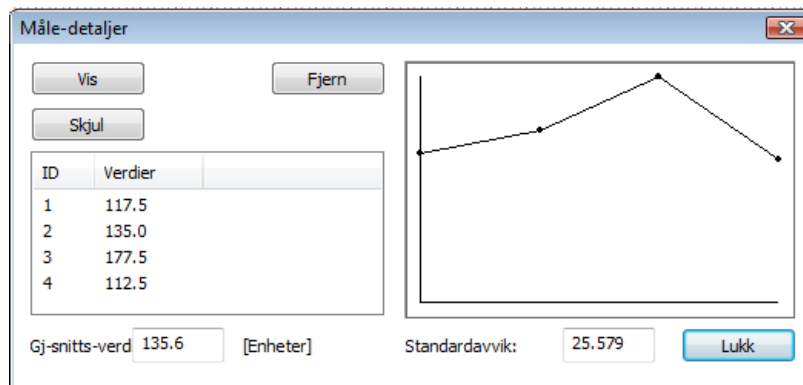 Måle-detaljer
Vis
Fjern
Skjul
ID Verdier
1 117.5
2 135.0
3 177.5
4 112.5
Gj-snitts-verd 135.6 [Enheter] Standardavvik: 25.579 Lukk